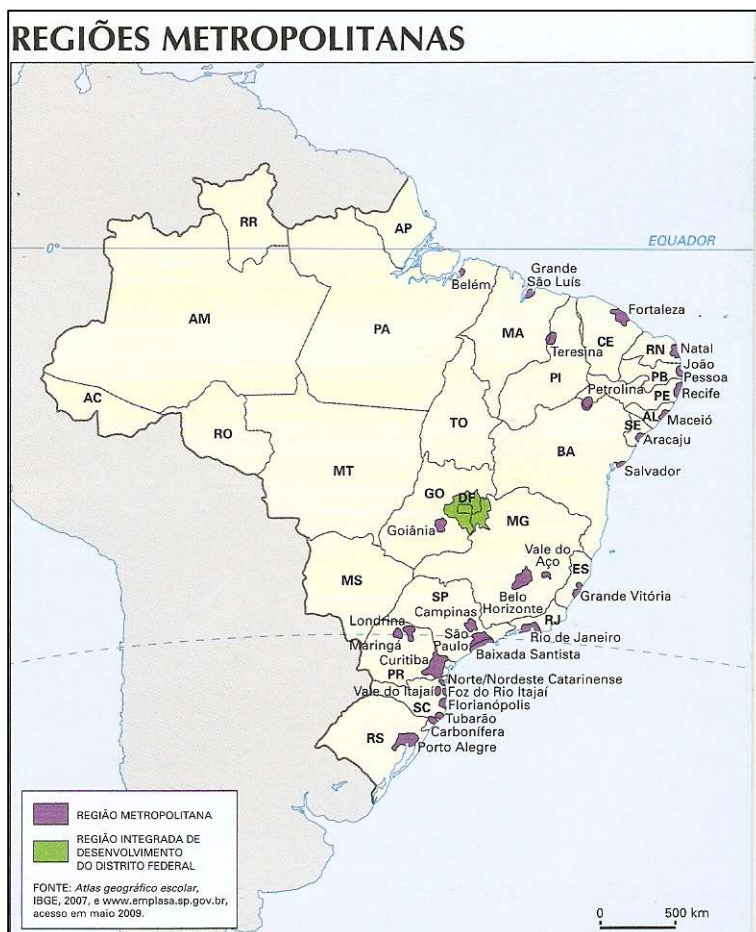 REGIÕES METROPOLITANAS
RR
AP
0°
EQUADOR
Belém
Grande
São Luís
Fortaleza
AM
PA
MA
Teresina
CE
RN
Natal
João
Pessoa
PB
PI
Petrolina
PE
Recife
AC
TO
AL
Maceió
RO
SE
Aracaju
MT
BA
Salvador
GO
DF
Goiânia
MG
Vale do
Aço
MS
ES
SP
Belo
Horizonte
Grande Vitória
Campinas
RJ
Londrina
São
Paulo
Rio de Janeiro
Maringá
Baixada Santista
Curitiba
PR
Norte/Nordeste Catarinense
Vale do Itajaí
Foz do Rio Itajaí
SC
Florianópolis
Tubarão
Carbonífera
RS
Porto Alegre
REGIÃO METROPOLITANA
REGIÃO INTEGRADA DE
DESENVOLVIMENTO
DO DISTRITO FEDERAL
FONTE: Atlas geográfico escolar,
IBGE, 2007, e www.emplasa.sp.gov.br,
acesso em maio 2009.
0 500 km